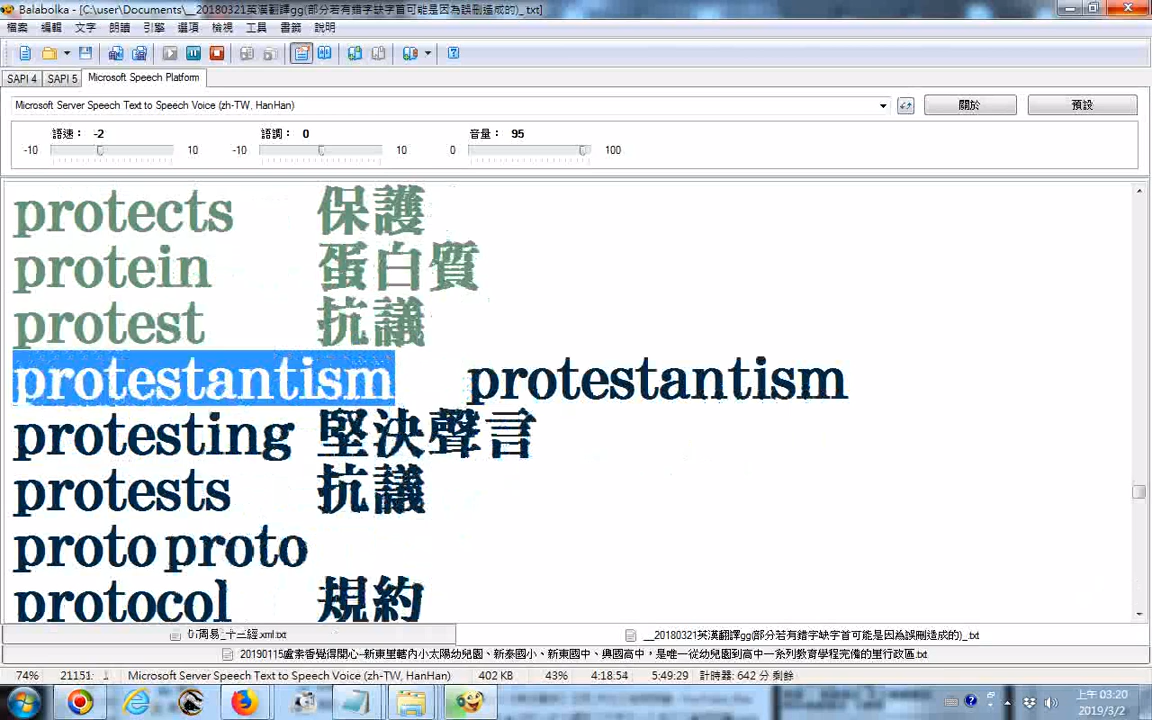 Balabolka - [C:\user\Documents\__20180321英漢翻譯gg(部分若有錯字缺字首可能是因為誤刪造成的)_.txt]
檔案 編輯 文字 朗讀 引擎 選項 檢視 工具 書籤 說明
SAPI 4 SAPI 5 Microsoft Speech Platform
Microsoft Server Speech Text to Speech Voice (zh-TW, HanHan) 關於 預設
語速： -2 語調： 0 音量： 95
-10 10 -10 10 0 100
protects 保護
protein 蛋白質
protest 抗議
protestantism protestantism
protesting 堅決聲言
protests 抗議
proto proto
protocol 規約
__20180321英漢翻譯gg(部分若有錯字缺字首可能是因為誤刪造成的)_.txt
20190115盧素香覺得開心-新東里轄內小太陽幼兒園、新泰國小、新東國中、興國高中，是唯一從幼兒園到高中一系列教育學程完備的里行政區.txt
74% 21151: Microsoft Server Speech Text to Speech Voice (zh-TW, HanHan) 402 KB 43% 4:18:54 5:49:29 計時器: 642 分 剩餘
上午 03:20
2019/3/2